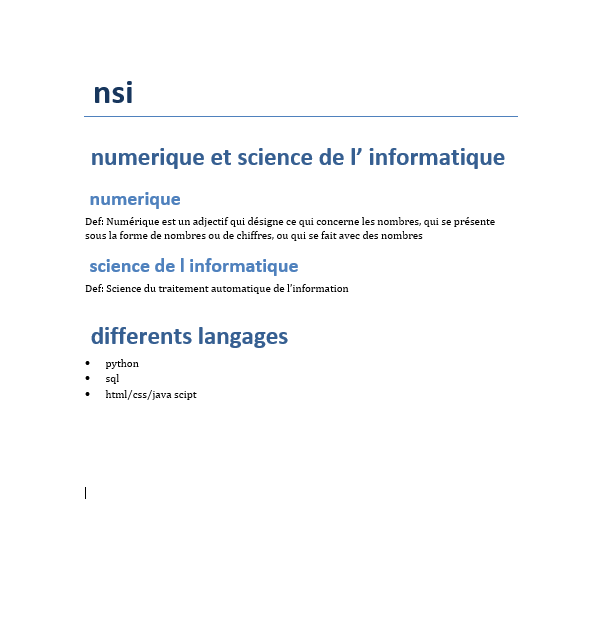 nsi
numerique et science de l’ informatique
numerique
Def: Numérique est un adjectif qui désigne ce qui concerne les nombres, qui se présente
sous la forme de nombres ou de chiffres, ou qui se fait avec des nombres
science de l informatique
Def: Science du traitement automatique de l'information
differents langages
• python
• sql
• html/css/java scipt